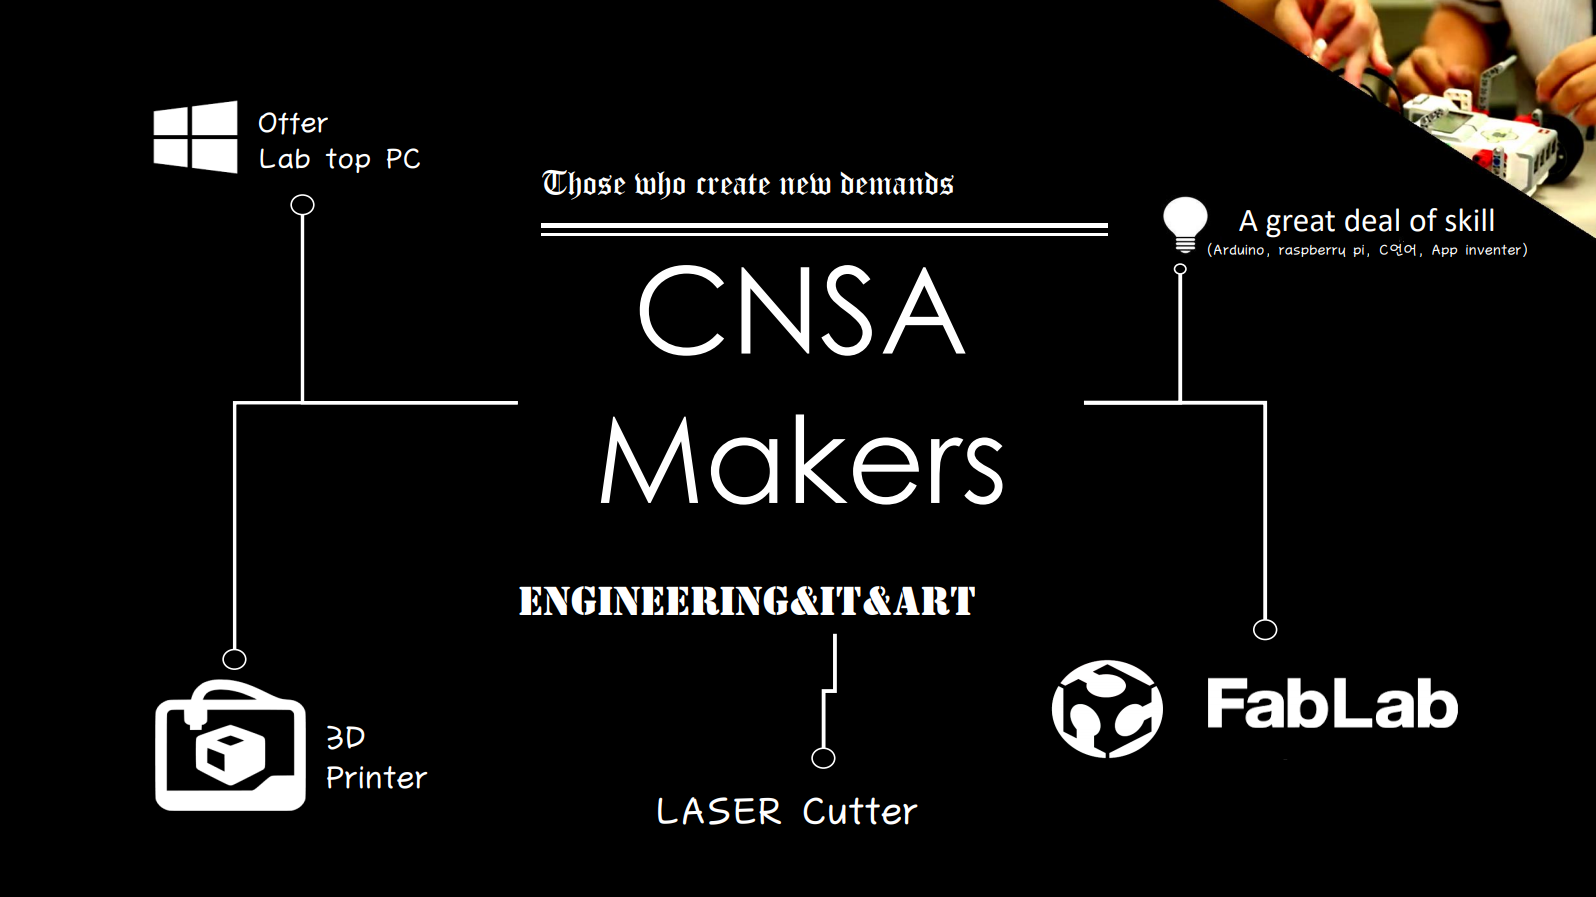 Offer
Lab top PC
Those who create new demands
A great deal of skill
(Arduino, raspberry pi, C언어, App inventer)
CNSA
Makers
ENGINEERING&IT&ART
3D
Printer
LASER Cutter
FabLab